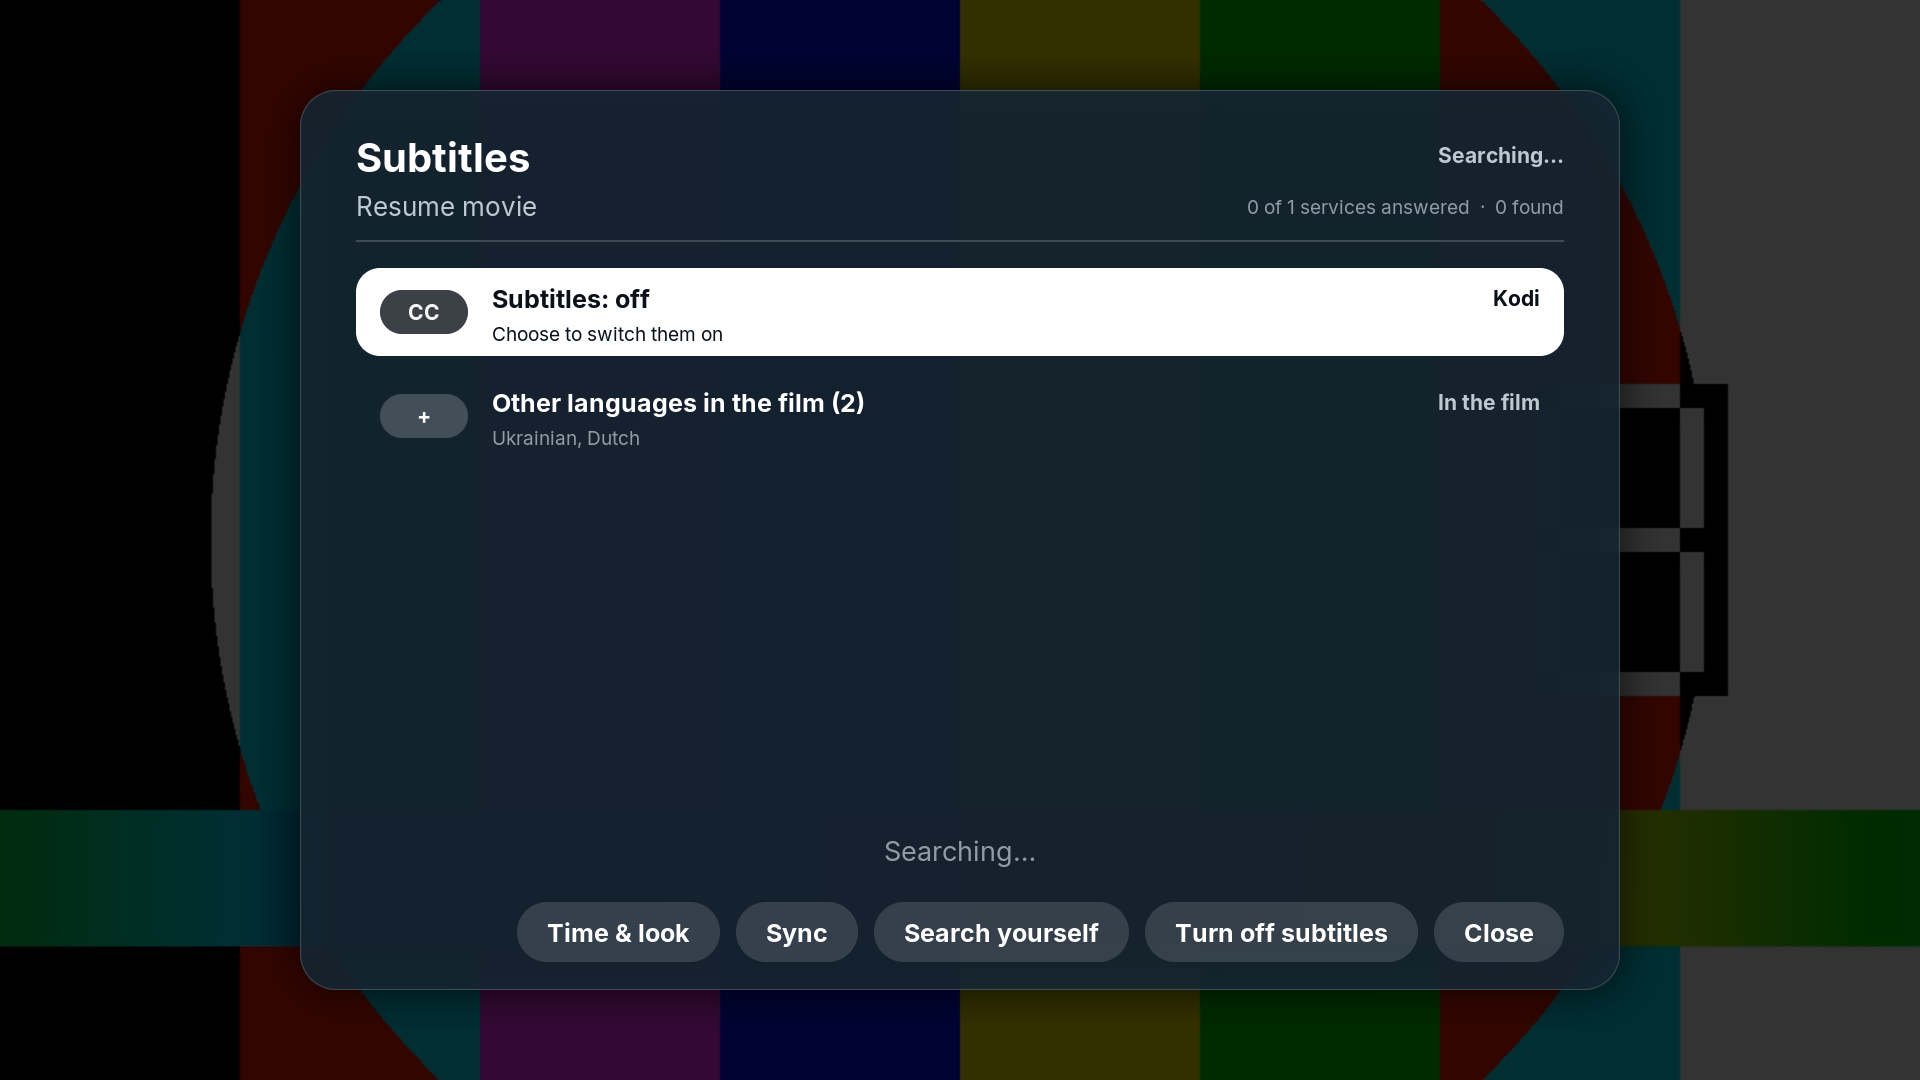 Subtitles
Searching...
Resume movie
0 of 1 services answered · 0 found
CC
Subtitles: off
Kodi
Choose to switch them on
+
Other languages in the film (2)
In the film
Ukrainian, Dutch
Searching...
Time & look
Sync
Search yourself
Turn off subtitles
Close